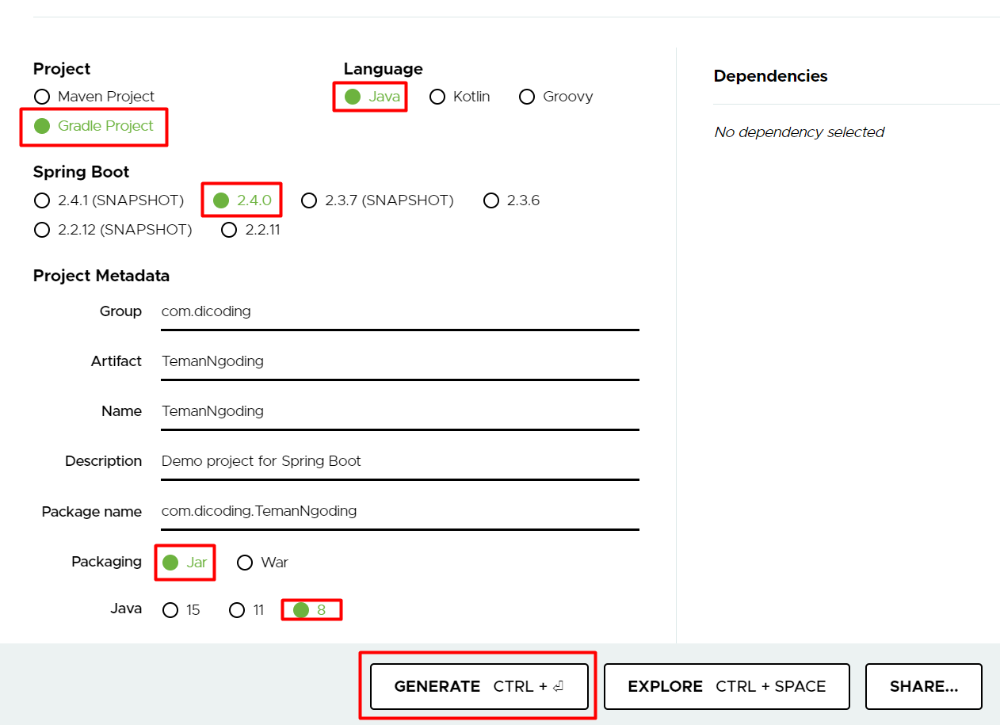 Project
Maven Project
Gradle Project
Language
Java Kotlin Groovy
Spring Boot
2.4.1 (SNAPSHOT) 2.4.0 2.3.7 (SNAPSHOT) 2.3.6
2.2.12 (SNAPSHOT) 2.2.11
Project Metadata
Group com.dicoding
Artifact TemanNgoding
Name TemanNgoding
Description Demo project for Spring Boot
Package name com.dicoding.TemanNgoding
Packaging Jar War
Java 15 11 8
Dependencies
No dependency selected
GENERATE CTRL + ⏎ EXPLORE CTRL + SPACE SHARE...